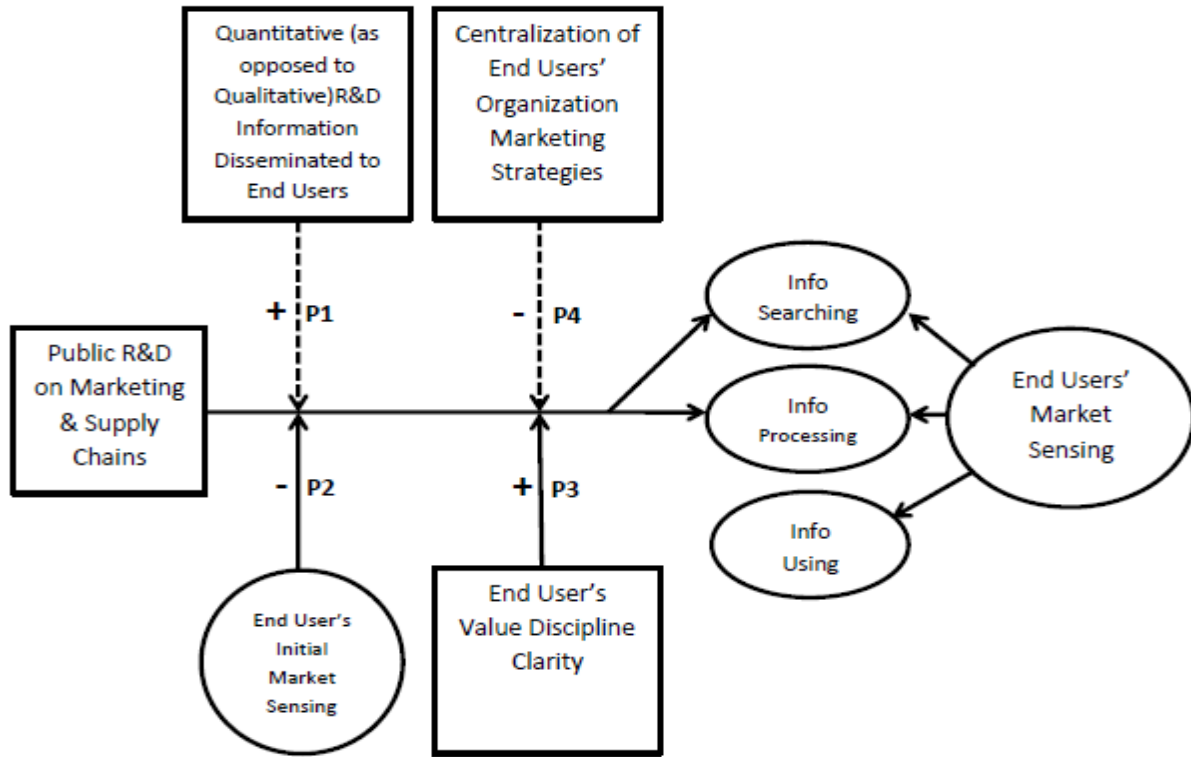 Quantitative (as
opposed to
Qualitative)R&D
Information
Disseminated to
End Users
Centralization of
End Users’
Organization
Marketing
Strategies
+ P1
- P4
Public R&D
on Marketing
& Supply
Chains
Info
Searching
Info
Processing
Info
Using
End Users’
Market
Sensing
- P2
+ P3
End User’s
Initial
Market
Sensing
End User’s
Value Discipline
Clarity